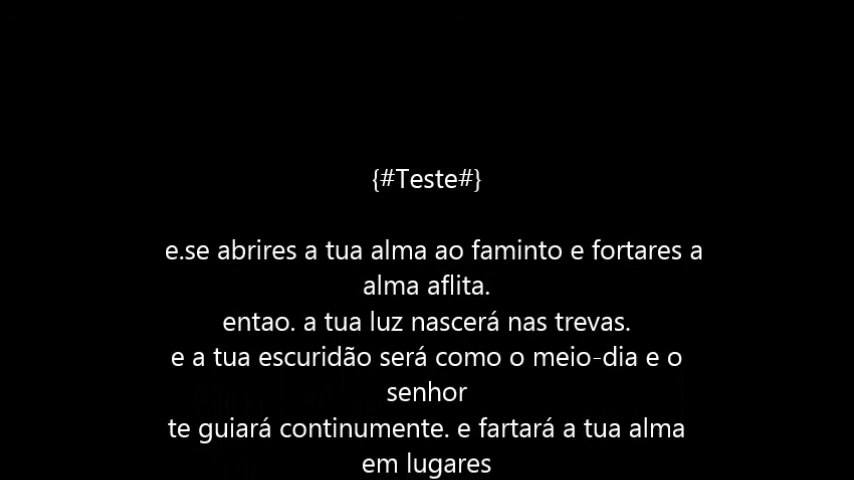 {#Teste#}
e.se abrires a tua alma ao faminto e fortares a
alma aflita.
entao. a tua luz nascerá nas trevas.
e a tua escuridão será como o meio-dia e o
senhor
te guiará continumente. e fartará a tua alma
em lugares